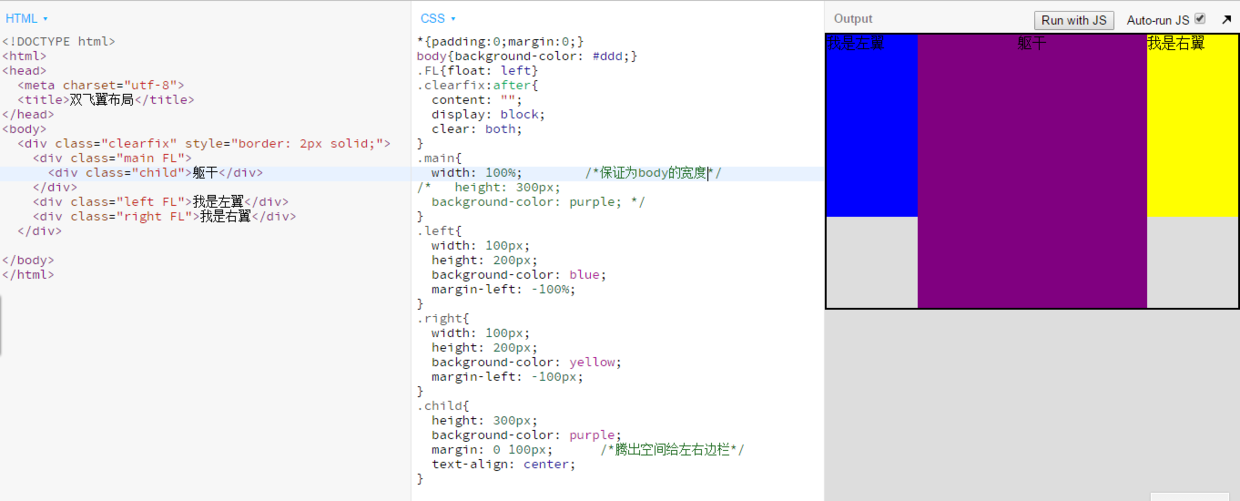 HTML
<!DOCTYPE html>
<html>
<head>
<meta charset="utf-8">
<title>双飞翼布局</title>
</head>
<body>
<div class="clearfix" style="border: 2px solid;">
<div class="main FL">
<div class="child">躯干</div>
</div>
<div class="left FL">我是左翼</div>
<div class="right FL">我是右翼</div>
</div>
</body>
</html>
CSS
*{padding:0;margin:0;}
body{background-color: #ddd;}
.FL{float: left}
.clearfix:after{
content: "";
display: block;
clear: both;
}
.main{
width: 100%; /*保证为body的宽度*/
/* height: 300px;
background-color: purple; */
}
.left{
width: 100px;
height: 200px;
background-color: blue;
margin-left: -100%;
}
.right{
width: 100px;
height: 200px;
background-color: yellow;
margin-left: -100px;
}
.child{
height: 300px;
background-color: purple;
margin: 0 100px; /*腾出空间给左右边栏*/
text-align: center;
}
Output
Run with JS
Auto-run JS
我是左翼
躯干
我是右翼